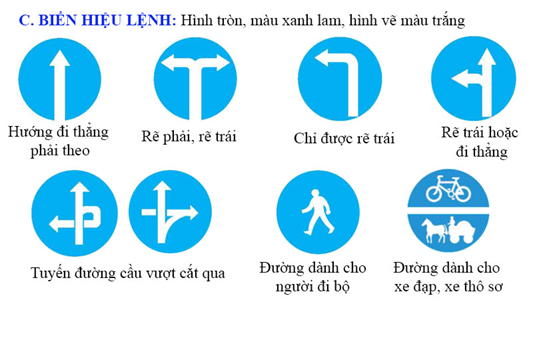 C. BIỂN HIỆU LỆNH: Hình tròn, màu xanh lam, hình vẽ màu trắng
Hướng đi thẳng
phải theo
Rẽ phải, rẽ trái
Chỉ được rẽ trái
Rẽ trái hoặc
đi thẳng
Tuyến đường cầu vượt cắt qua
Đường dành cho
người đi bộ
Đường dành cho
xe đạp, xe thô sơ